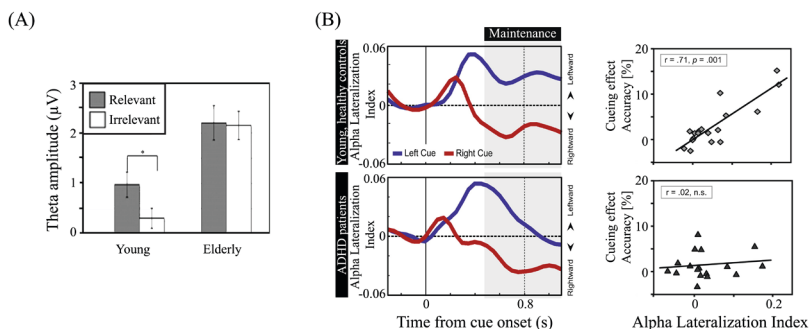 (A)
3
2
1
0
Theta amplitude (µV)
Relevant
Irrelevant
*
Young
Elderly
(B)
Maintenance
Young, healthy controls
Alpha Lateralization
Index
0.06
0
-0.06
Leftward
Rightward
Left Cue
Right Cue
ADHD patients
Alpha Lateralization
Index
0.06
0
-0.06
Leftward
Rightward
0
0.8
Time from cue onset (s)
Cueing effect
Accuracy [%]
20
15
10
5
0
-5
r = .71, p = .001
Cueing effect
Accuracy [%]
20
15
10
5
0
-5
r = .02, n.s.
0
0.1
0.2
Alpha Lateralization Index